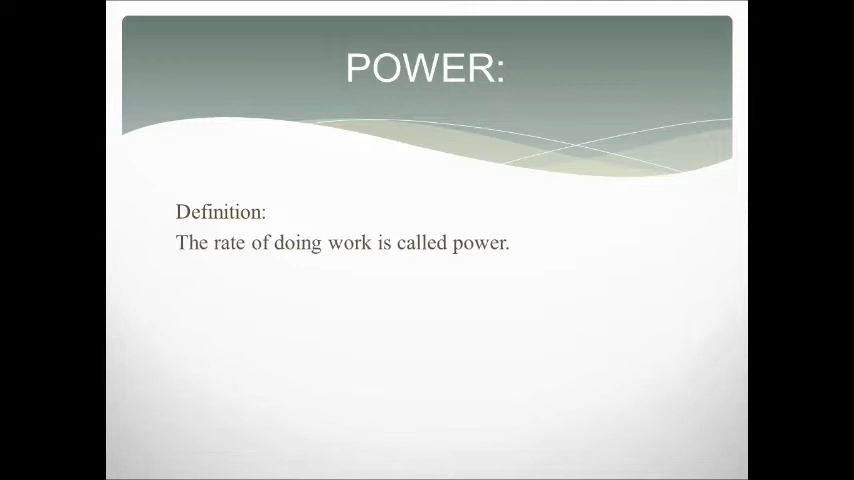 POWER:
Definition:
The rate of doing work is called power.